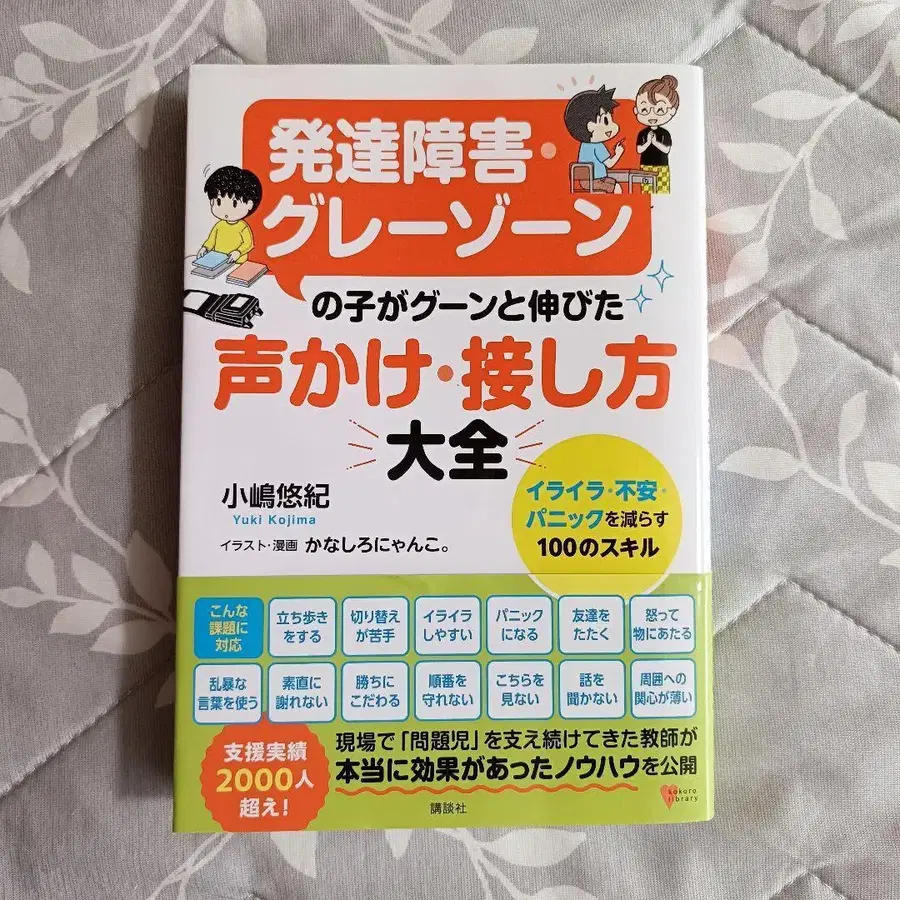 発達障害・
グレーゾーン
の子がグーンと伸びた
声かけ・接し方
大全
小嶋悠紀
Yuki Kojima
イラスト・漫画 かなしろにゃんこ。
イライラ・不安・
パニックを減らす
100のスキル
こんな
課題に
対応
立ち歩き
をする
切り替え
が苦手
イライラ
しやすい
パニック
になる
友達を
たたく
怒って
物にあたる
乱暴な
言葉を使う
素直に
謝れない
勝ちに
こだわる
順番を
守れない
こちらを
見ない
話を
聞かない
周囲への
関心が薄い
支援実績
2000人
超え!
現場で「問題児」を支え続けてきた教師が
本当に効果があったノウハウを公開
講談社
kokoro
library